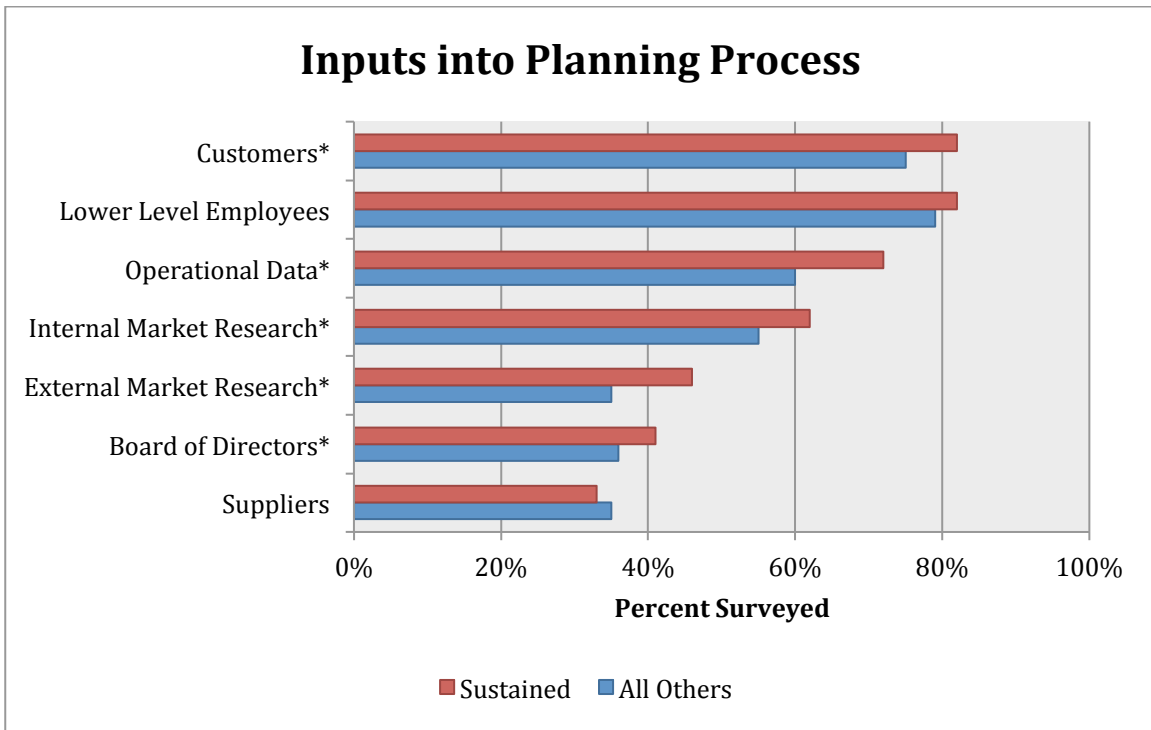 Inputs into Planning Process
Customers*
Lower Level Employees
Operational Data*
Internal Market Research*
External Market Research*
Board of Directors*
Suppliers
0% 20% 40% 60% 80% 100%
Percent Surveyed
Sustained All Others